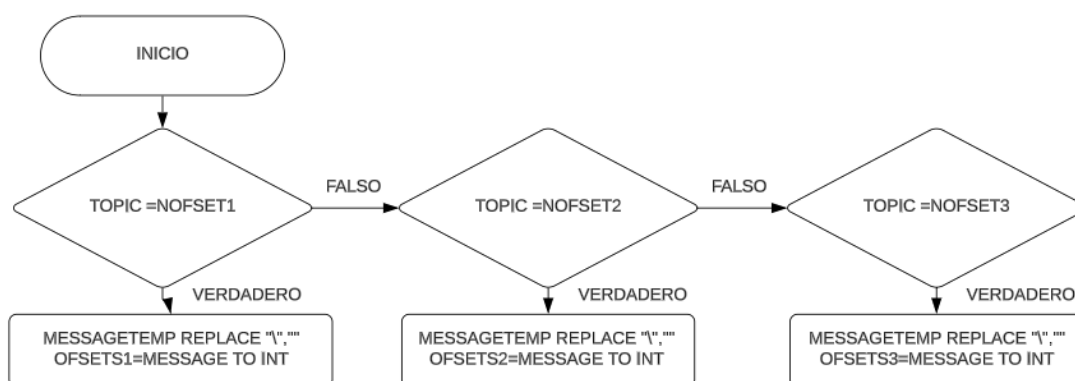 INICIO
TOPIC =NOFSET1
FALSO
TOPIC =NOFSET2
FALSO
TOPIC =NOFSET3
VERDADERO
VERDADERO
VERDADERO
MESSAGETEMP REPLACE "\",""
OFSETS1=MESSAGE TO INT
MESSAGETEMP REPLACE "\",""
OFSETS2=MESSAGE TO INT
MESSAGETEMP REPLACE "\",""
OFSETS3=MESSAGE TO INT